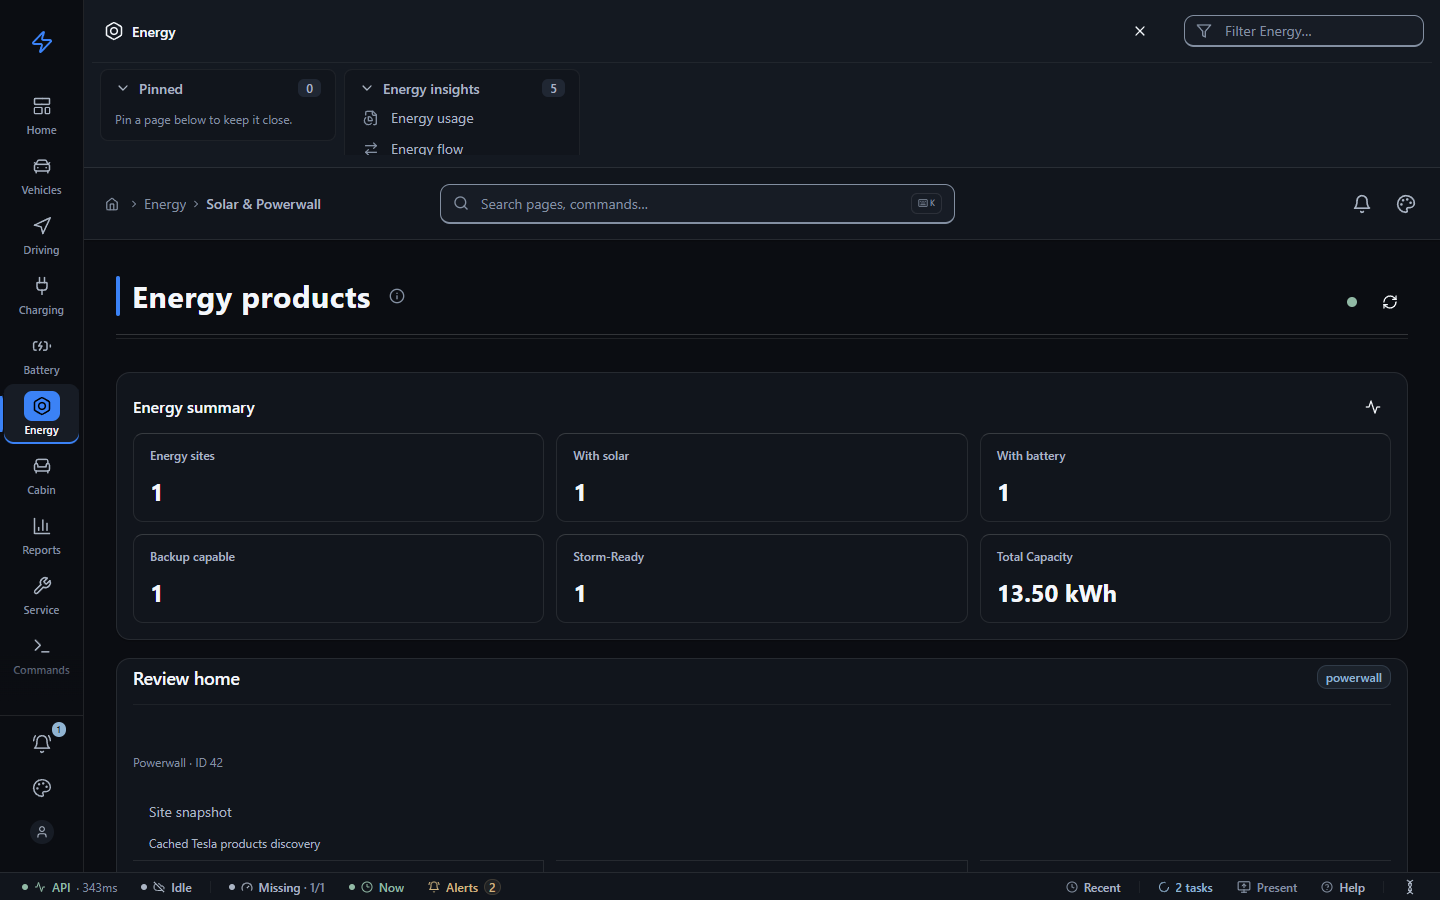 Energy
Filter Energy...
Pinned
0
Pin a page below to keep it close.
Energy insights
5
Energy usage
Energy flow
Home
Vehicles
Driving
Charging
Battery
Energy
Cabin
Reports
Service
Commands
1
Energy
Solar & Powerwall
Search pages, commands...
K
Energy products
Energy summary
Energy sites
1
With solar
1
With battery
1
Backup capable
1
Storm-Ready
1
Total Capacity
13.50 kWh
Review home
powerwall
Powerwall · ID 42
Site snapshot
Cached Tesla products discovery
API · 343ms
Idle
Missing · 1/1
Now
Alerts 2
Recent
2 tasks
Present
Help